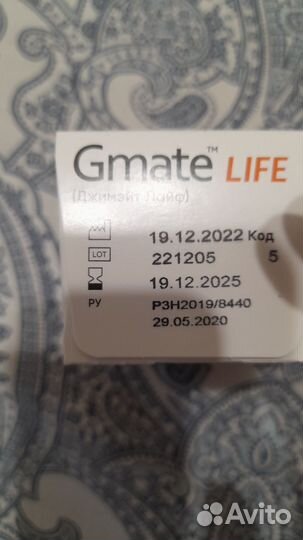 Gmate™ LIFE
(Джимэйт Лайф)
19.12.2022 Код
LOT 221205 5
19.12.2025
РУ РЗН2019/8440
29.05.2020
Avito